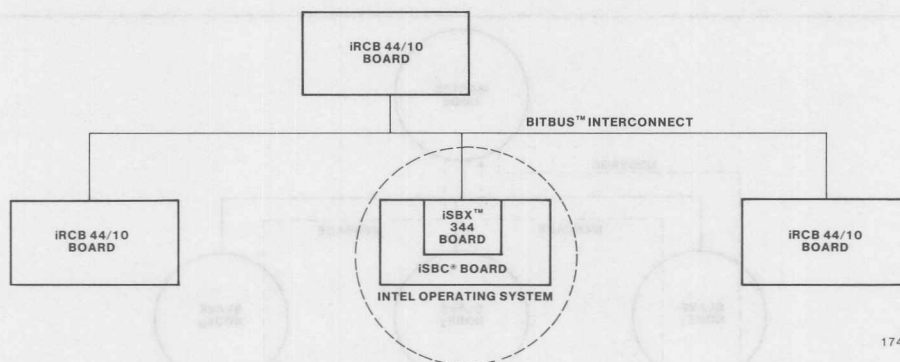 iRCB 44/10
BOARD
BITBUS™ INTERCONNECT
iRCB 44/10
BOARD
iSBX™
344
BOARD
iSBC® BOARD
INTEL OPERATING SYSTEM
iRCB 44/10
BOARD
174